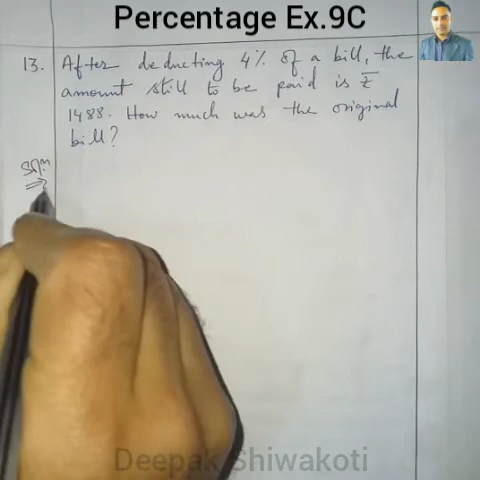 Percentage Ex.9C
13. After deducting 4% of a bill, the
amount still to be paid is ₹
1488. How much was the original
bill?
Soln
⇒
Deepak Shiwakoti